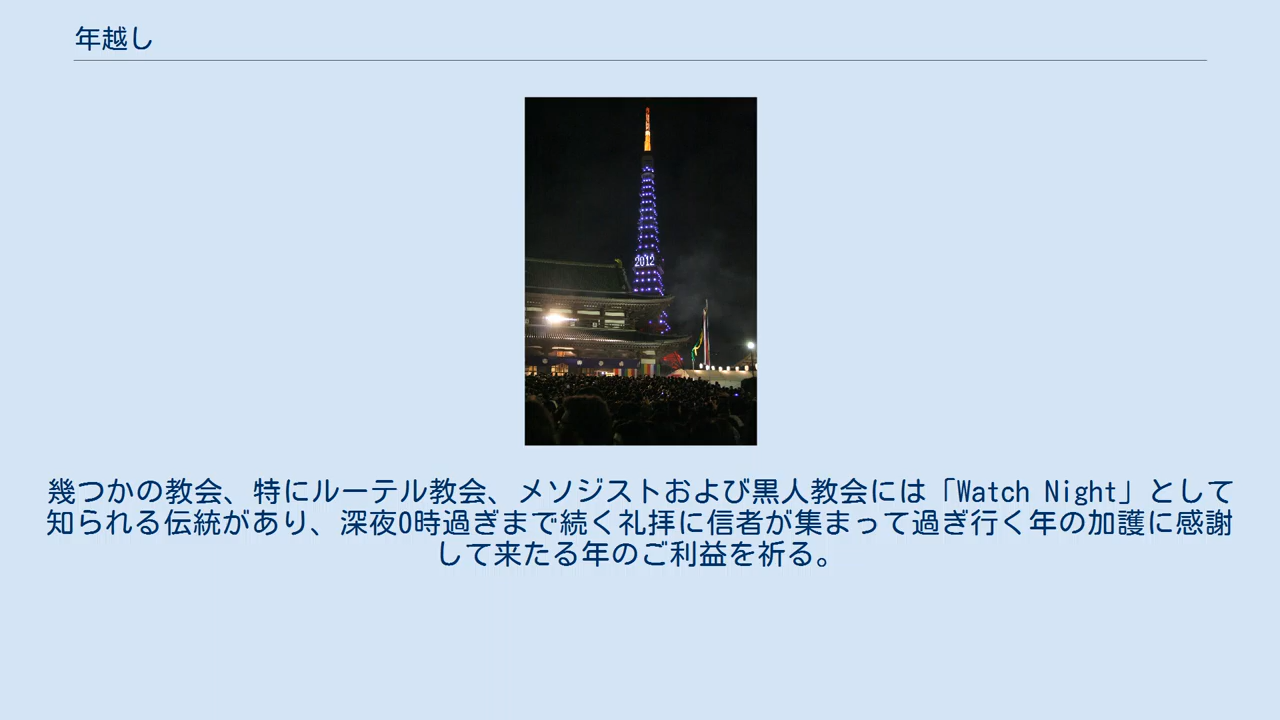 年越し
2012
幾つかの教会、特にルーテル教会、メソジストおよび黒人教会には「Watch Night」として
知られる伝統があり、深夜0時過ぎまで続く礼拝に信者が集まって過ぎ行く年の加護に感謝
して来たる年のご利益を祈る。